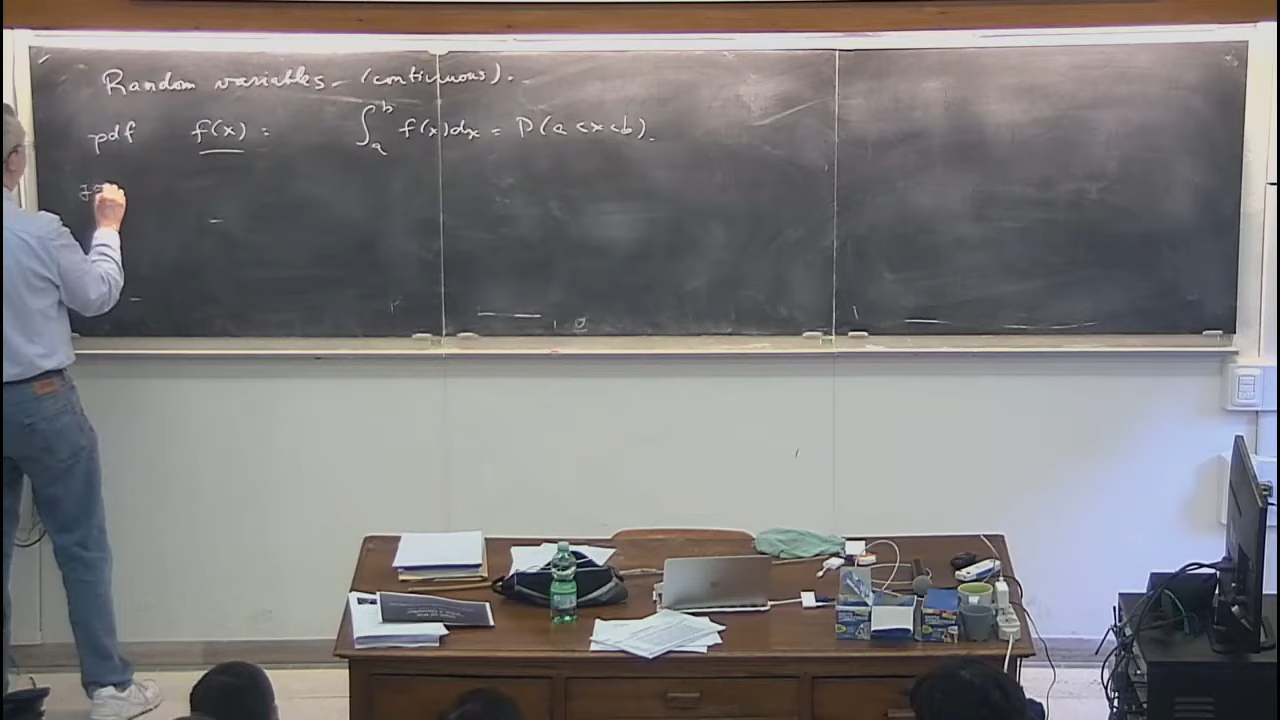 Random variables - (continuous).
pdf f(x) : ∫_a^b f(x)dx = P(a<x<b).